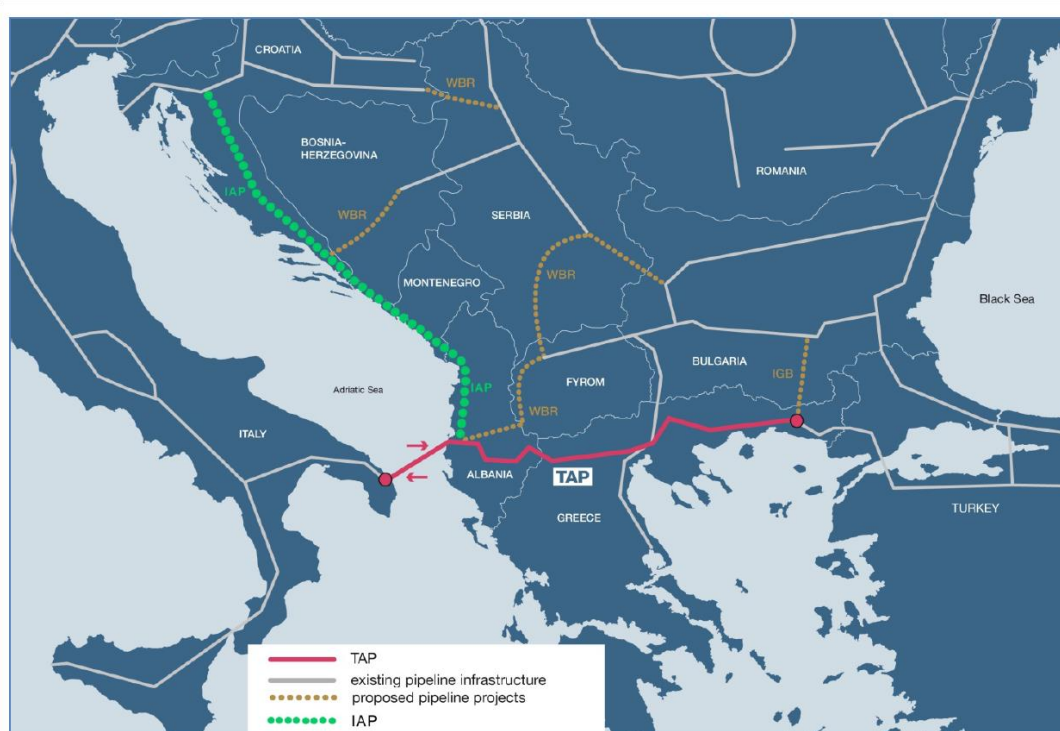 CROATIA
WBR
BOSNIA-
HERZEGOVINA
ROMANIA
IAP
WBR
SERBIA
WBR
MONTENEGRO
Black Sea
BULGARIA
IGB
FYROM
Adriatic Sea
IAP
WBR
ITALY
ALBANIA
TAP
GREECE
TURKEY
TAP
existing pipeline infrastructure
proposed pipeline projects
IAP